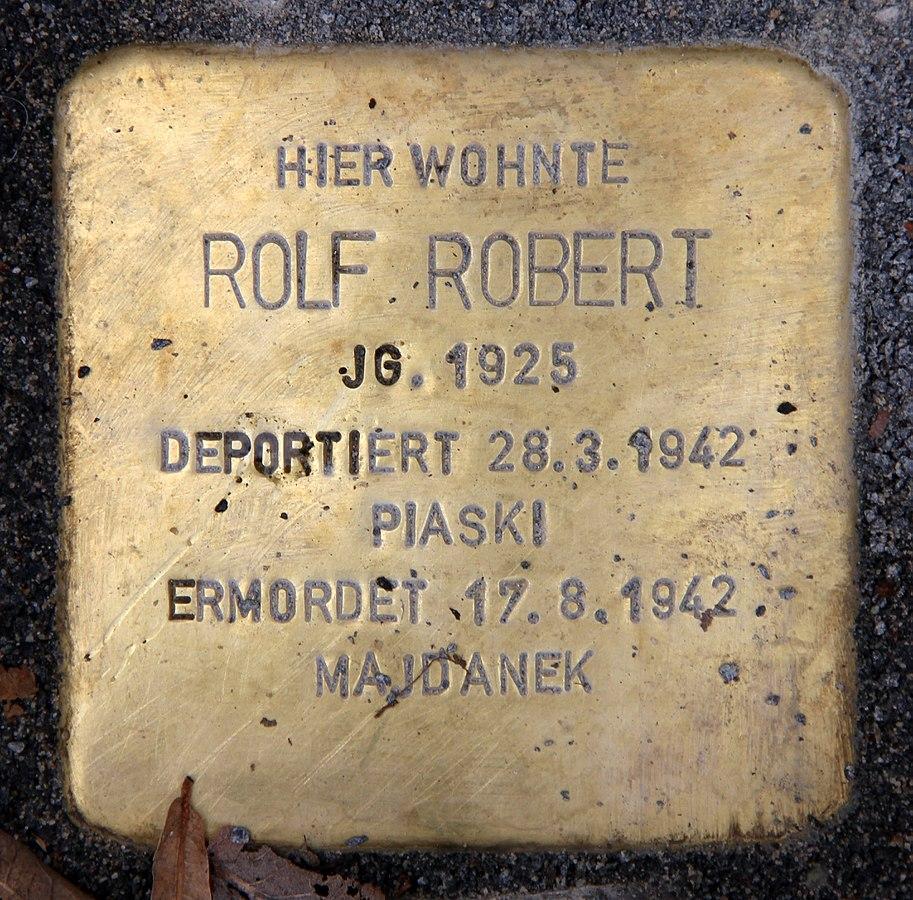 HIER WOHNTE
ROLF ROBERT
JG. 1925
DEPORTIERT 28.3.1942
PIASKI
ERMORDET 17.8.1942
MAJDANEK